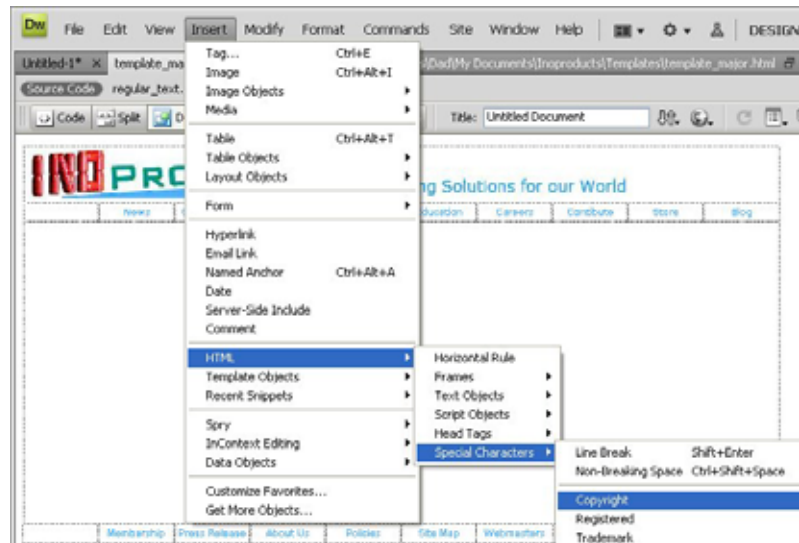 Dw File Edit View Insert Modify Format Commands Site Window Help DESIGN
Untitled-1* × template_ma s\Dad\My Documents\Inoproducts\Templates\template_major.html
Source Code regular_text.
Code Split D Title: Untitled Document
INO PRO ng Solutions for our World
News Education Careers Contibute Store Blog
Tag... Ctrl+E
Image Ctrl+Alt+I
Image Objects
Media
Table Ctrl+Alt+T
Table Objects
Layout Objects
Form
Hyperlink
Email Link
Named Anchor Ctrl+Alt+A
Date
Server-Side Include
Comment
HTML
Template Objects
Recent Snippets
Spry
InContext Editing
Data Objects
Customize Favorites...
Get More Objects...
Horizontal Rule
Frames
Text Objects
Script Objects
Head Tags
Special Characters
Line Break Shift+Enter
Non-Breaking Space Ctrl+Shift+Space
Copyright
Registered
Trademark
Membership Press Release About Us Policies Site Map Webmasters